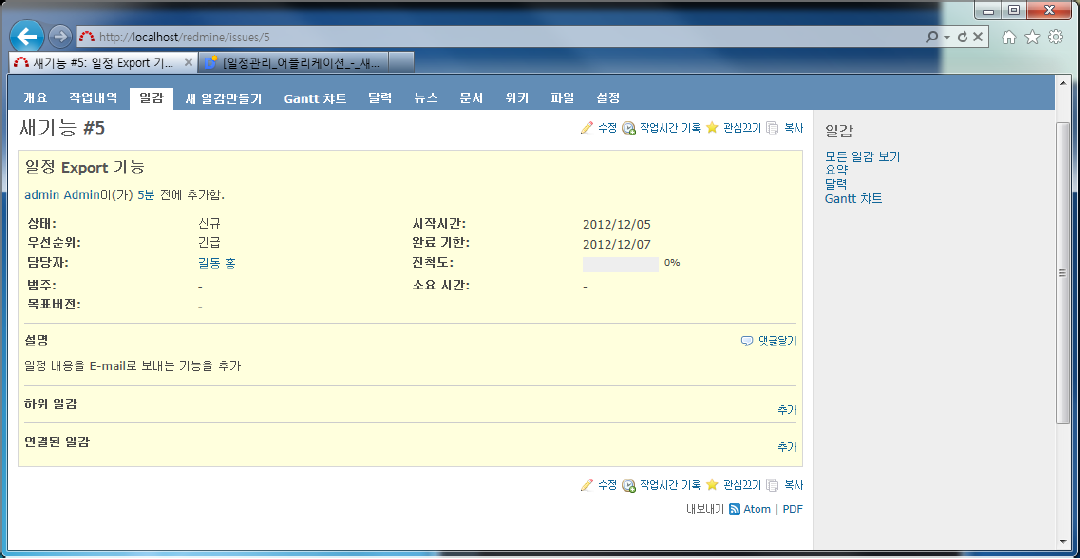 http://localhost/redmine/issues/5
새기능 #5: 일정 Export 기... [일정관리_어플리케이션_-_새...
개요 작업내역 일감 새 일감만들기 Gantt 챠트 달력 뉴스 문서 위키 파일 설정
새기능 #5 수정 작업시간 기록 관심끄기 복사
일감
모든 일감 보기
요약
달력
Gantt 챠트
일정 Export 기능
admin Admin이(가) 5분 전에 추가함.
상태: 신규 시작시간: 2012/12/05
우선순위: 긴급 완료 기한: 2012/12/07
담당자: 길동 홍 진척도: 0%
범주: - 소요 시간: -
목표버전: -
설명 댓글달기
일정 내용을 E-mail로 보내는 기능을 추가
하위 일감 추가
연결된 일감 추가
수정 작업시간 기록 관심끄기 복사
내보내기 Atom | PDF